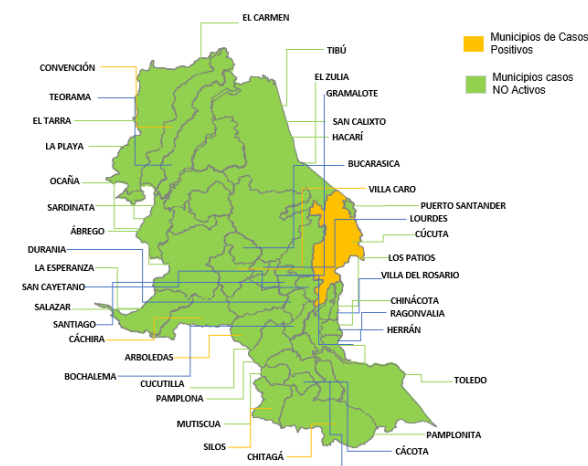 EL CARMEN
Municipios de Casos
Positivos
TIBÚ
CONVENCIÓN
EL ZULIA
Municipios casos
NO Activos
GRAMALOTE
TEORAMA
EL TARRA
SAN CALIXTO
HACARÍ
LA PLAYA
BUCARASICA
OCAÑA
VILLA CARO
SARDINATA
PUERTO SANTANDER
LOURDES
ÁBREGO
CÚCUTA
DURANIA
LOS PATIOS
LA ESPERANZA
VILLA DEL ROSARIO
SAN CAYETANO
CHINÁCOTA
SALAZAR
RAGONVALIA
SANTIAGO
HERRÁN
CÁCHIRA
ARBOLEDAS
BOCHALEMA
TOLEDO
CUCUTILLA
PAMPLONA
MUTISCUA
PAMPLONITA
SILOS
CÁCOTA
CHITAGÁ